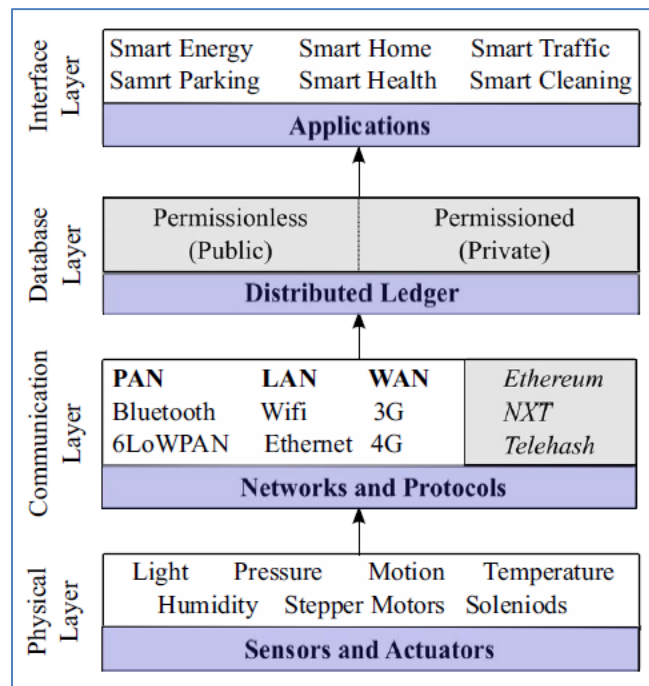 Interface Layer
Smart Energy Smart Home Smart Traffic
Samrt Parking Smart Health Smart Cleaning
Applications
Database Layer
Permissionless (Public)
Permissioned (Private)
Distributed Ledger
Communication Layer
PAN LAN WAN Ethereum
Bluetooth Wifi 3G NXT
6LoWPAN Ethernet 4G Telehash
Networks and Protocols
Physical Layer
Light Pressure Motion Temperature
Humidity Stepper Motors Soleniods
Sensors and Actuators